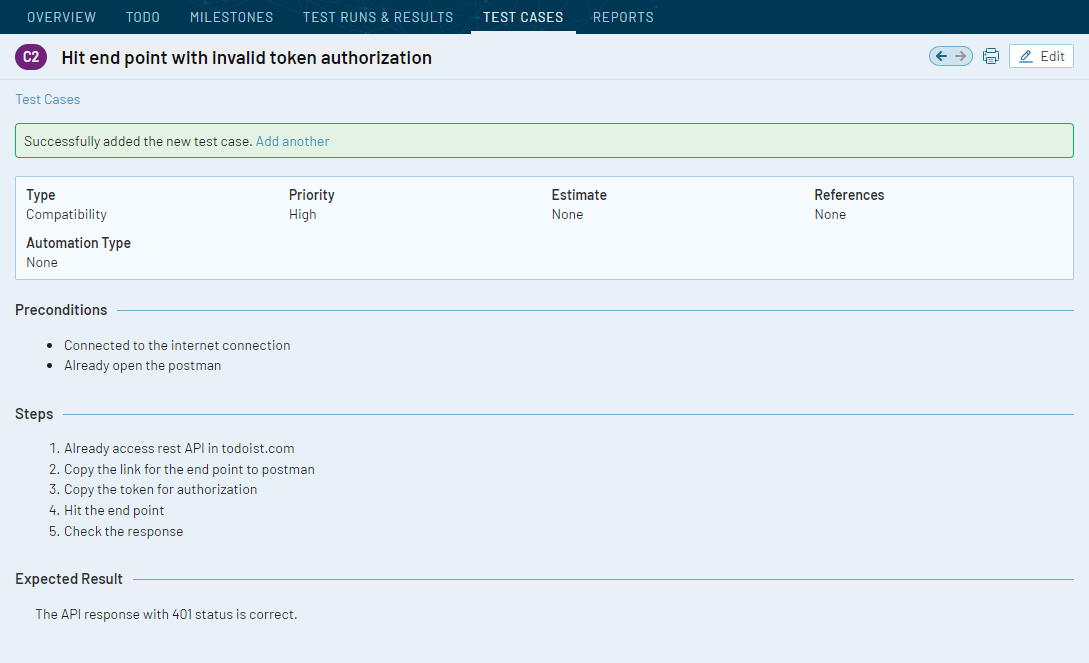 OVERVIEW TODO MILESTONES TEST RUNS & RESULTS TEST CASES REPORTS
C2 Hit end point with invalid token authorization Edit
Test Cases
Successfully added the new test case. Add another
Type Priority Estimate References
Compatibility High None None
Automation Type
None
Preconditions
• Connected to the internet connection
• Already open the postman
Steps
1. Already access rest API in todoist.com
2. Copy the link for the end point to postman
3. Copy the token for authorization
4. Hit the end point
5. Check the response
Expected Result
The API response with 401 status is correct.